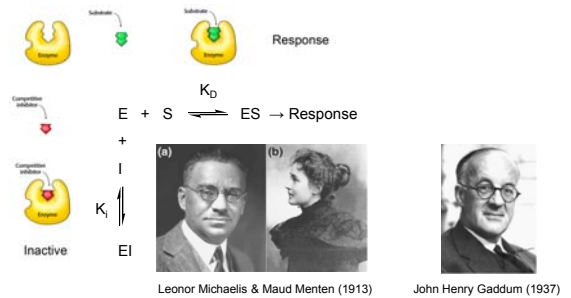 Substrate
Enzyme
Substrate
Enzyme
Response
Competitive
inhibitor
K_D
E + S ⇌ ES → Response
+
I
K_i
EI
(a)
(b)
Competitive
inhibitor
Enzyme
Inactive
Leonor Michaelis & Maud Menten (1913)
John Henry Gaddum (1937)